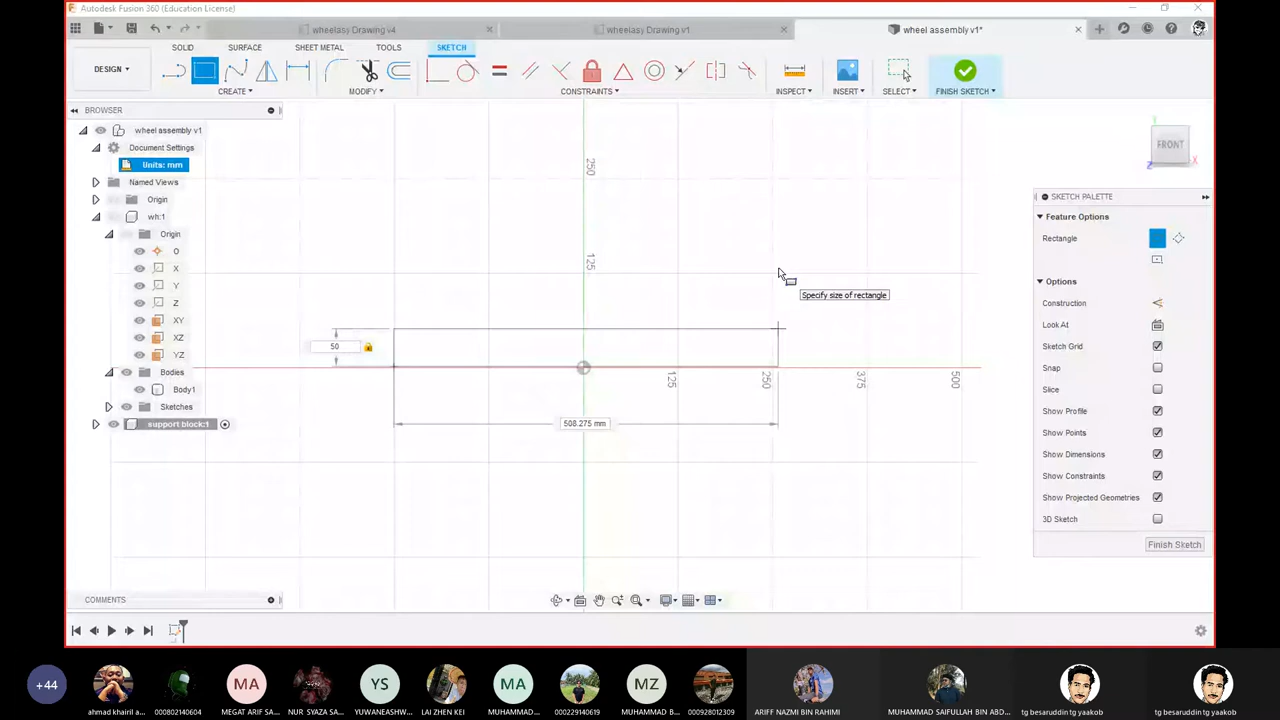 Autodesk Fusion 360 (Education License)
wheelasy Drawing v4
wheelasy Drawing v1
wheel assembly v1*
DESIGN
SOLID
SURFACE
SHEET METAL
TOOLS
SKETCH
CREATE
MODIFY
CONSTRAINTS
INSPECT
INSERT
SELECT
FINISH SKETCH
BROWSER
wheel assembly v1
Document Settings
Units: mm
Named Views
Origin
wh:1
Origin
O
X
Y
Z
XY
XZ
YZ
Bodies
Body1
Sketches
support block:1
250
125
125
250
375
500
50
508.275 mm
Specify size of rectangle
FRONT
Y
X
Z
SKETCH PALETTE
Feature Options
Rectangle
Options
Construction
Look At
Sketch Grid
Snap
Slice
Show Profile
Show Points
Show Dimensions
Show Constraints
Show Projected Geometries
3D Sketch
Finish Sketch
COMMENTS
+44
ahmad khairil a...
000802140604
MA
MEGAT ARIF SA...
NUR SYAZA SA...
YS
YUWANEASHW...
LAI ZHEN KEI
MA
MUHAMMAD...
000229140619
MZ
MUHAMMAD B...
000928012309
ARIFF NAZMI BIN RAHIMI
MUHAMMAD SAIFULLAH BIN ABD...
tg besaruddin tg yaakob
tg besaruddin tg yaakob